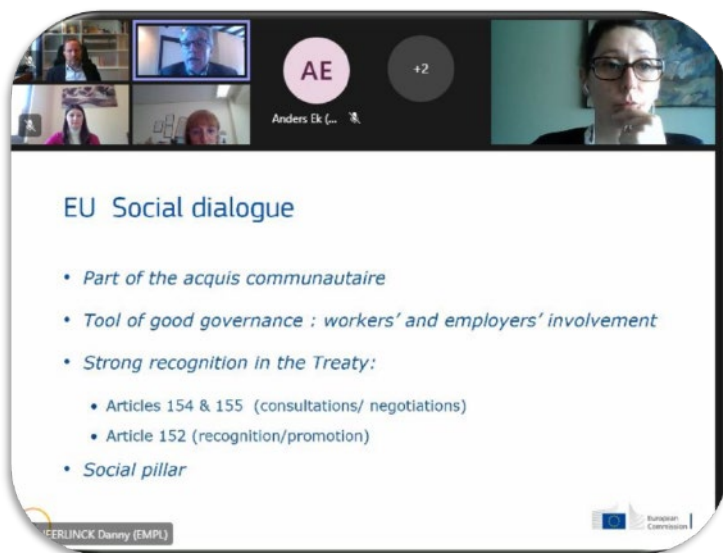 AE
+2
Anders Ek (...
EU Social dialogue
• Part of the acquis communautaire
• Tool of good governance : workers' and employers' involvement
• Strong recognition in the Treaty:
• Articles 154 & 155 (consultations/ negotiations)
• Article 152 (recognition/promotion)
• Social pillar
Danny (EMPL)
European
Commission